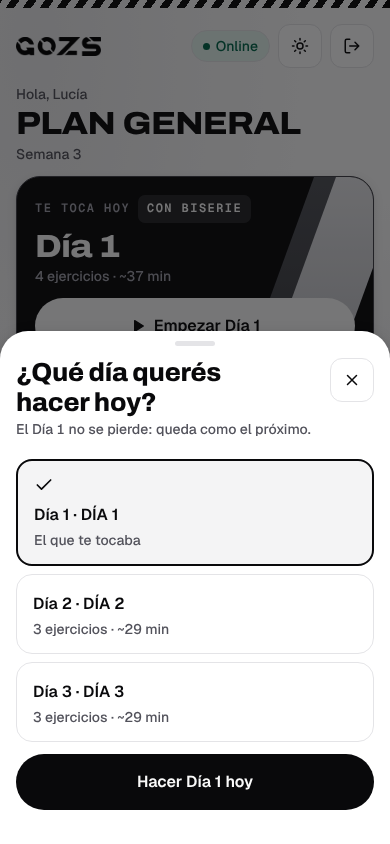 GOZS
Online
Hola, Lucía
PLAN GENERAL
Semana 3
TE TOCA HOY CON BISERIE
Día 1
4 ejercicios · ~37 min
Empezar Día 1
¿Qué día querés
hacer hoy?
El Día 1 no se pierde: queda como el próximo.
Día 1 · DÍA 1
El que te tocaba
Día 2 · DÍA 2
3 ejercicios · ~29 min
Día 3 · DÍA 3
3 ejercicios · ~29 min
Hacer Día 1 hoy